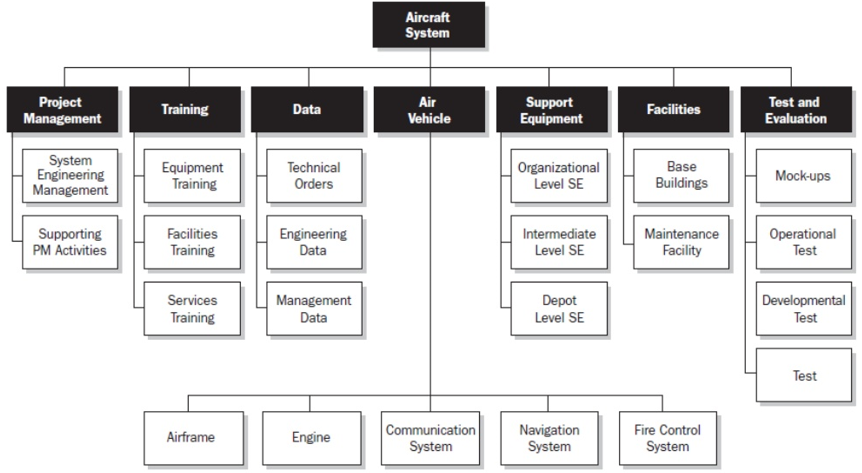 Aircraft
System
Project
Management
Training
Data
Air
Vehicle
Support
Equipment
Facilities
Test and
Evaluation
System
Engineering
Management
Supporting
PM Activities
Equipment
Training
Facilities
Training
Services
Training
Technical
Orders
Engineering
Data
Management
Data
Organizational
Level SE
Intermediate
Level SE
Depot
Level SE
Base
Buildings
Maintenance
Facility
Mock-ups
Operational
Test
Developmental
Test
Test
Airframe
Engine
Communication
System
Navigation
System
Fire Control
System